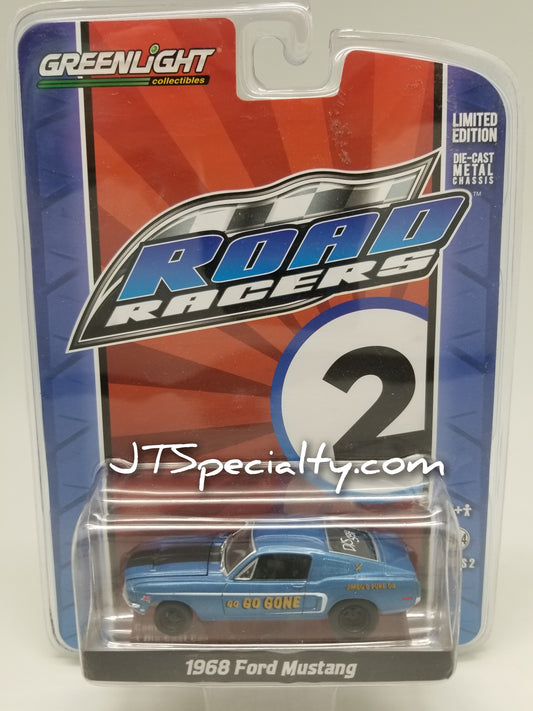 GREENLIGHT
collectibles
LIMITED
EDITION
DIE-CAST
METAL
CHASSIS
ROAD
RACERS
™
2
JTSpecialty.com
GO GO GONE
1968 Ford Mustang